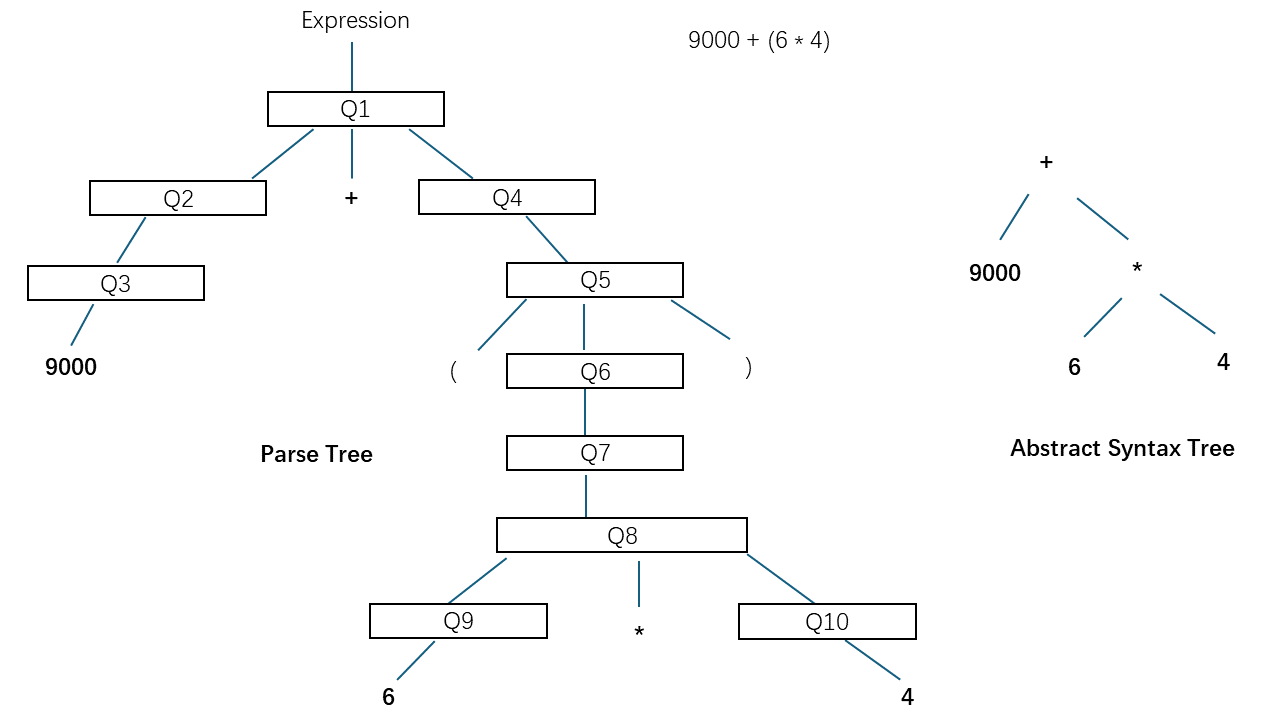 Expression
9000 + (6 * 4)
Q1
+
Q2
+
Q4
9000
*
Q3
Q5
9000
(
Q6
)
6
4
Parse Tree
Q7
Abstract Syntax Tree
Q8
Q9
*
Q10
6
4